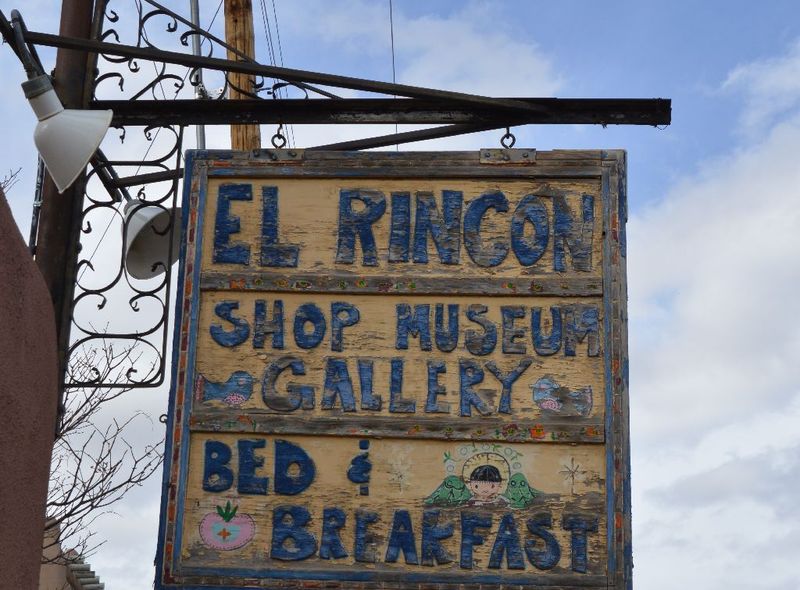 EL RINCON
SHOP MUSEUM
GALLERY
BED &
BREAKFAST